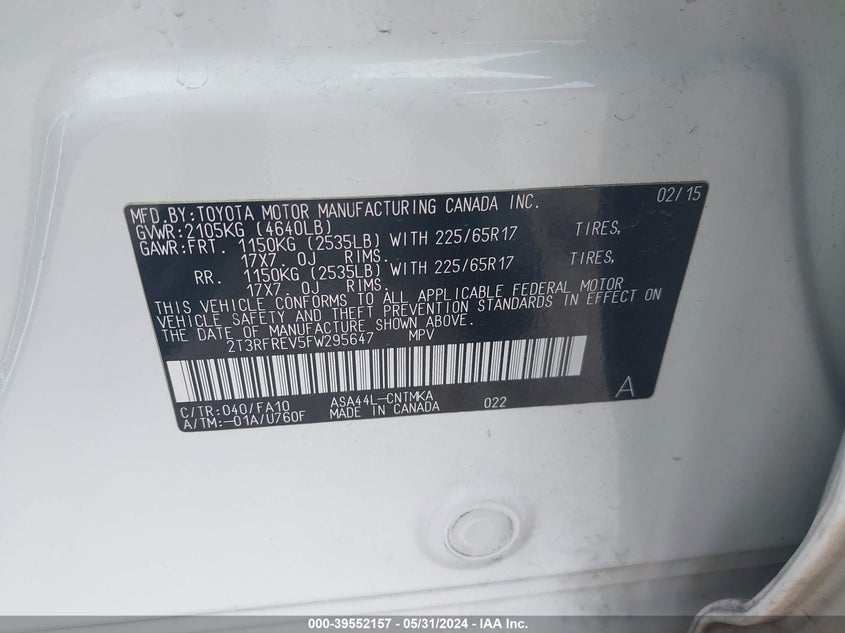 MFD.BY:TOYOTA MOTOR MANUFACTURING CANADA INC. 02/15
GVWR:2105KG (4640LB)
GAWR:FRT. 1150KG (2535LB) WITH 225/65R17 TIRES,
17X7.0J RIMS.
RR. 1150KG (2535LB) WITH 225/65R17 TIRES,
17X7.0J RIMS.
THIS VEHICLE CONFORMS TO ALL APPLICABLE FEDERAL MOTOR
VEHICLE SAFETY AND THEFT PREVENTION STANDARDS IN EFFECT ON
THE DATE OF MANUFACTURE SHOWN ABOVE.
2T3RFREV5FW295647 MPV
C/TR:040/FA10 ASA44L-CNTMKA 022 A
A/TM:-01A/U760F MADE IN CANADA
000-39552157 - 05/31/2024 - IAA Inc.